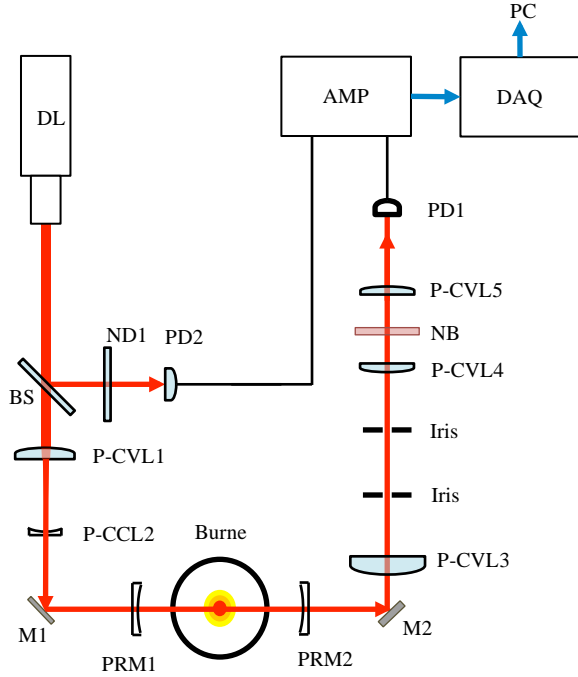 PC
DL
AMP
DAQ
PD1
ND1
PD2
P-CVL5
NB
P-CVL4
BS
Iris
P-CVL1
Iris
P-CCL2
Burne
P-CVL3
M1
M2
PRM1
PRM2